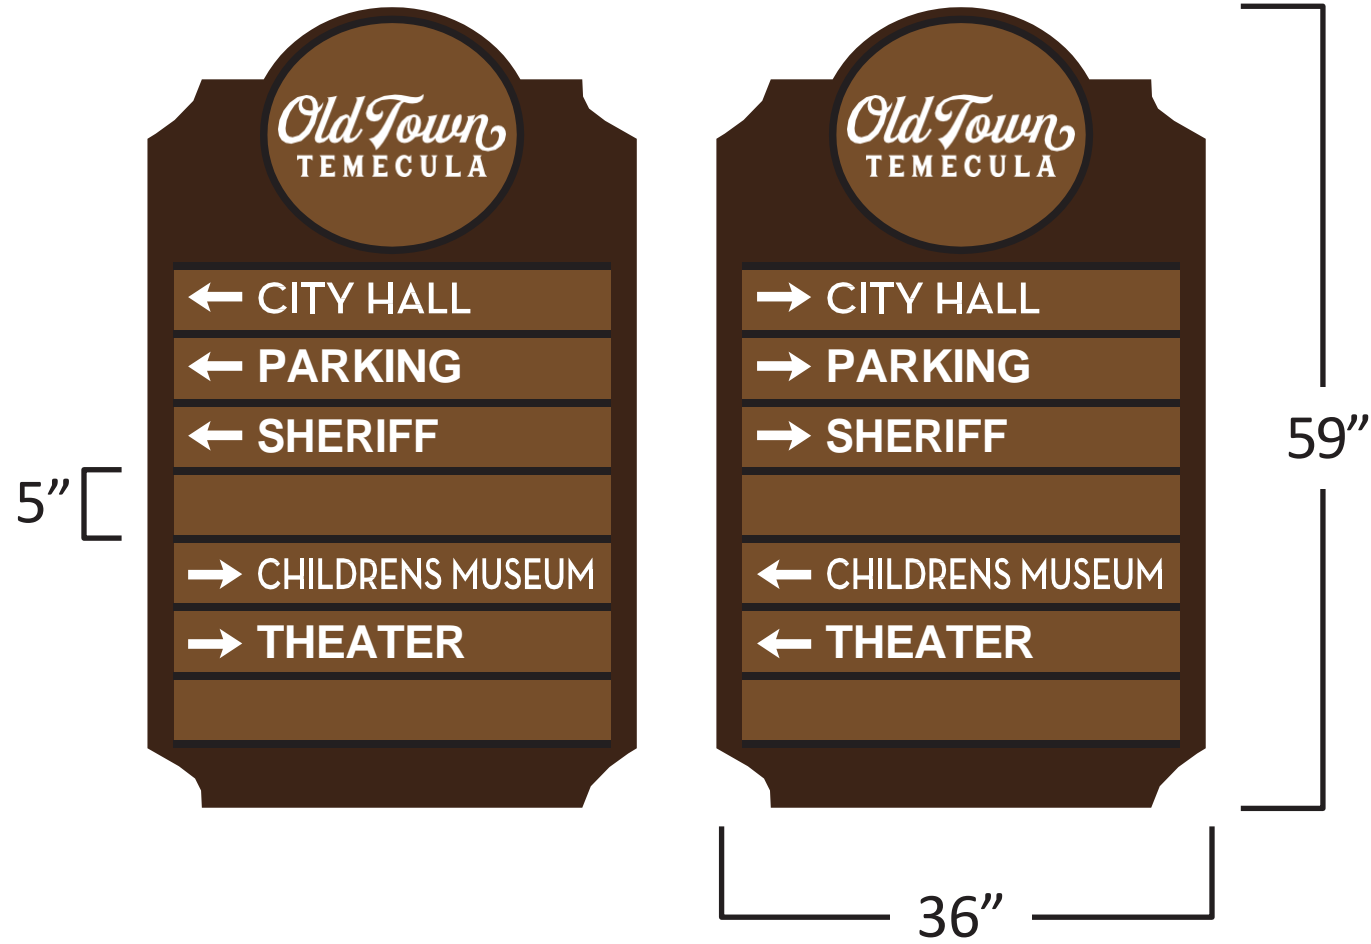 Old Town
TEMECULA
← CITY HALL
← PARKING
← SHERIFF
→ CHILDRENS MUSEUM
→ THEATER
5”
Old Town
TEMECULA
→ CITY HALL
→ PARKING
→ SHERIFF
← CHILDRENS MUSEUM
← THEATER
59”
36”